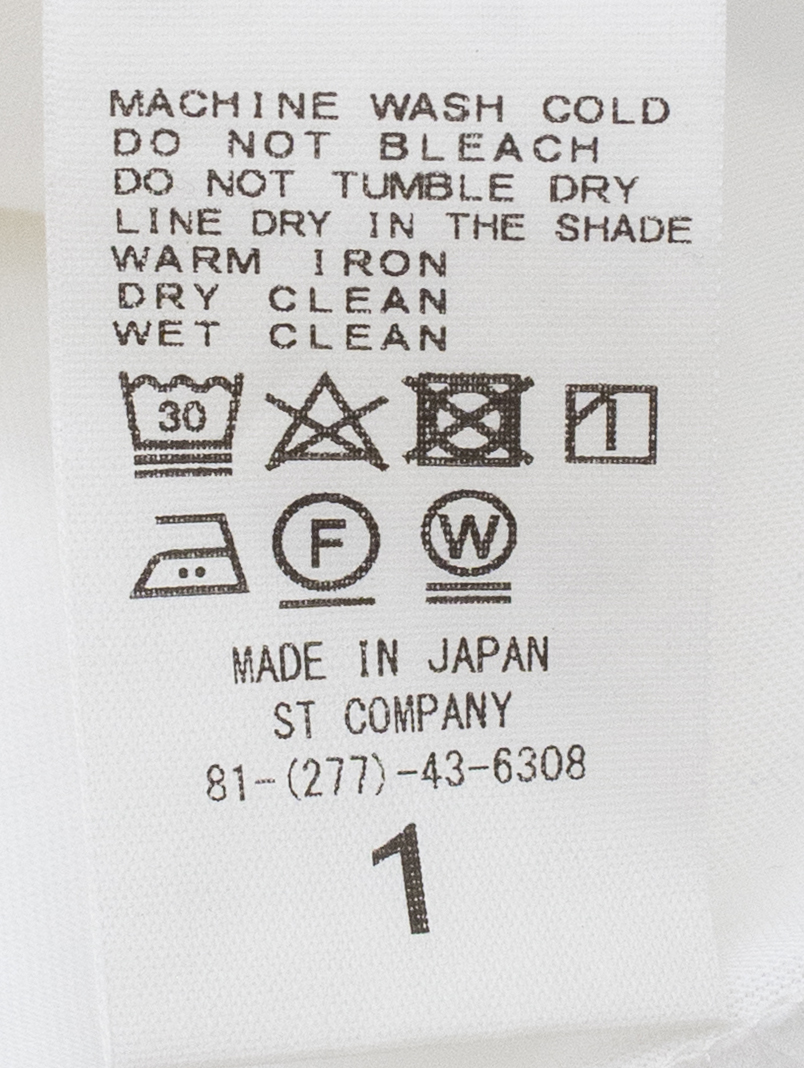 MACHINE WASH COLD
DO NOT BLEACH
DO NOT TUMBLE DRY
LINE DRY IN THE SHADE
WARM IRON
DRY CLEAN
WET CLEAN
30
F W
MADE IN JAPAN
ST COMPANY
81-(277)-43-6308
1